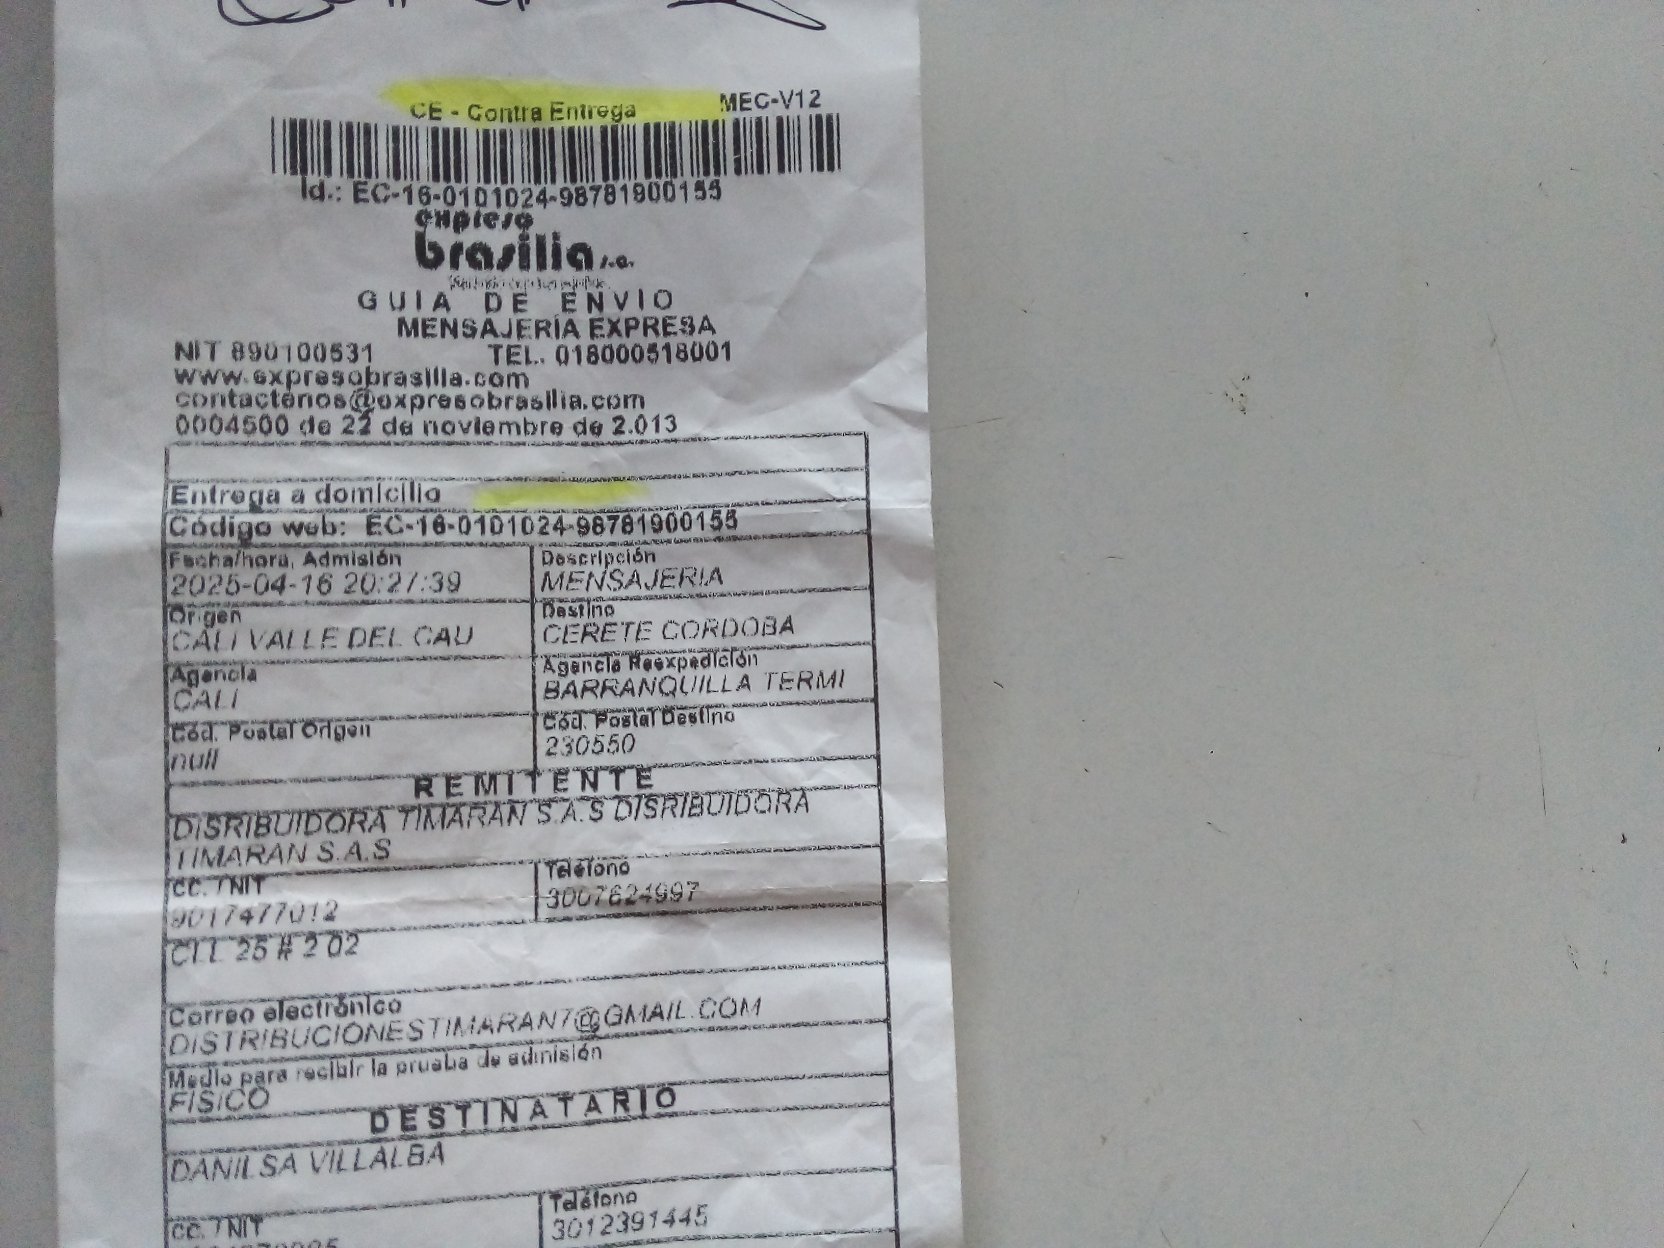 CE - Contra Entrega MEC-V12
Id.: EC-16-0101024-98781900155
expreso
brasilia s.a.
GUIA DE ENVIO
MENSAJERÍA EXPRESA
NIT 890100531 TEL. 018000518001
www.expresobrasilia.com
contactenos@expresobrasilia.com
0004500 de 22 de noviembre de 2.013
Entrega a domicilio
Código web: EC-16-0101024-98781900155
Fecha/hora, Admisión Descripción
2025-04-16 20:27:39 MENSAJERIA
Origen Destino
CALI VALLE DEL CAU CERETE CORDOBA
Agencia Agencia Reexpedición
CALI BARRANQUILLA TERMI
Cód. Postal Origen Cód. Postal Destino
null 230550
REMITENTE
DISRIBUIDORA TIMARAN S.A.S DISRIBUIDORA
TIMARAN S.A.S
CC. / NIT Teléfono
9017477012 3007624997
CLL 25 # 2 02
Correo electrónico
DISTRIBUCIONESTIMARAN7@GMAIL.COM
Medio para recibir la prueba de admisión
FISICO
DESTINATARIO
DANILSA VILLALBA
CC. / NIT Teléfono
3012391445